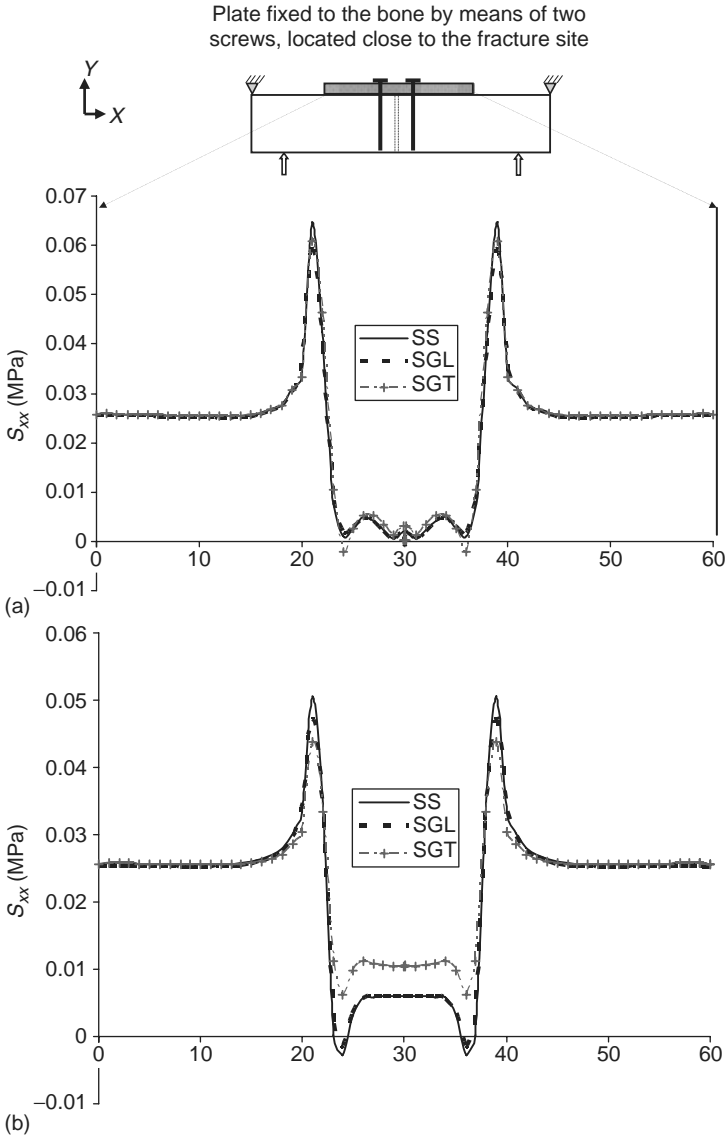 Plate fixed to the bone by means of two
screws, located close to the fracture site
Y
X
0.07
0.06
0.05
0.04
0.03
0.02
0.01
0
−0.01
Sxx (MPa)
SS
SGL
SGT
0 10 20 30 40 50 60
(a)
0.06
0.05
0.04
0.03
0.02
0.01
0
−0.01
Sxx (MPa)
SS
SGL
SGT
0 10 20 30 40 50 60
(b)